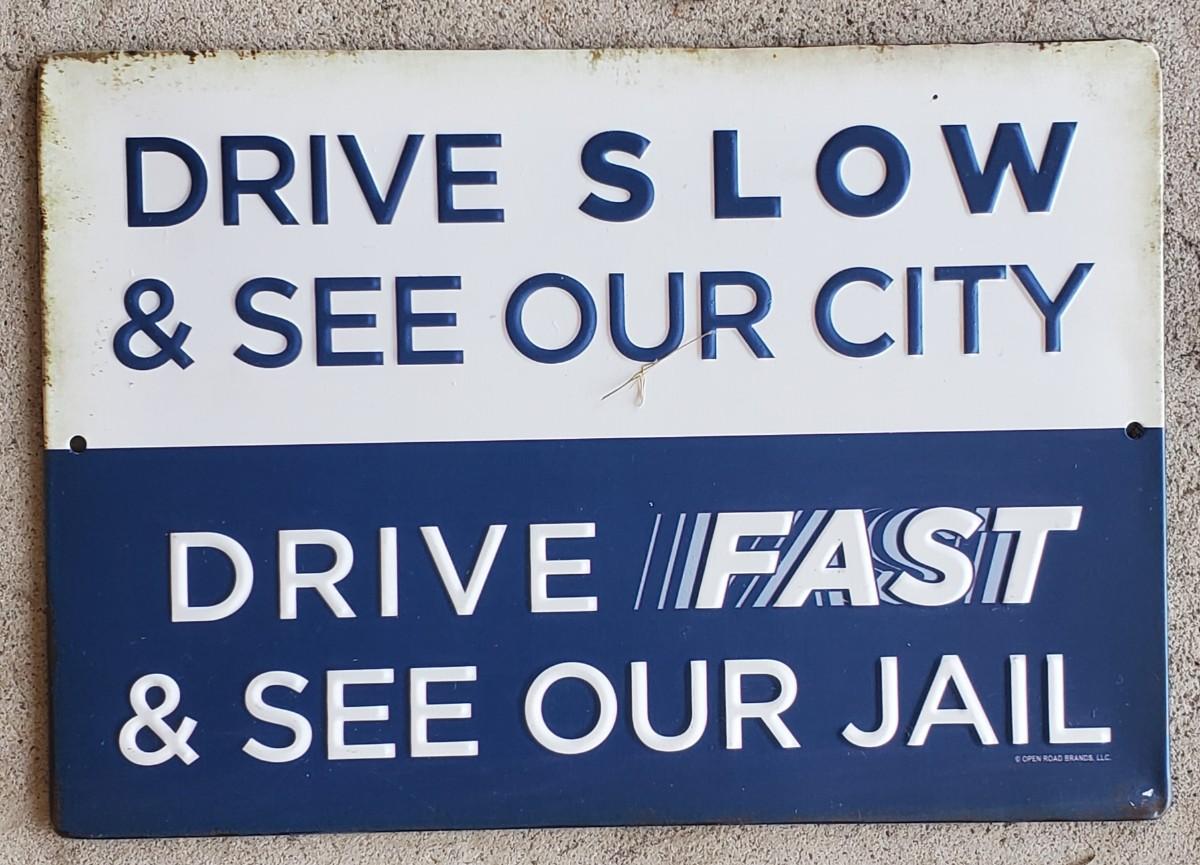 DRIVE SLOW
& SEE OUR CITY
DRIVE FAST
& SEE OUR JAIL
© OPEN ROAD BRANDS, LLC.